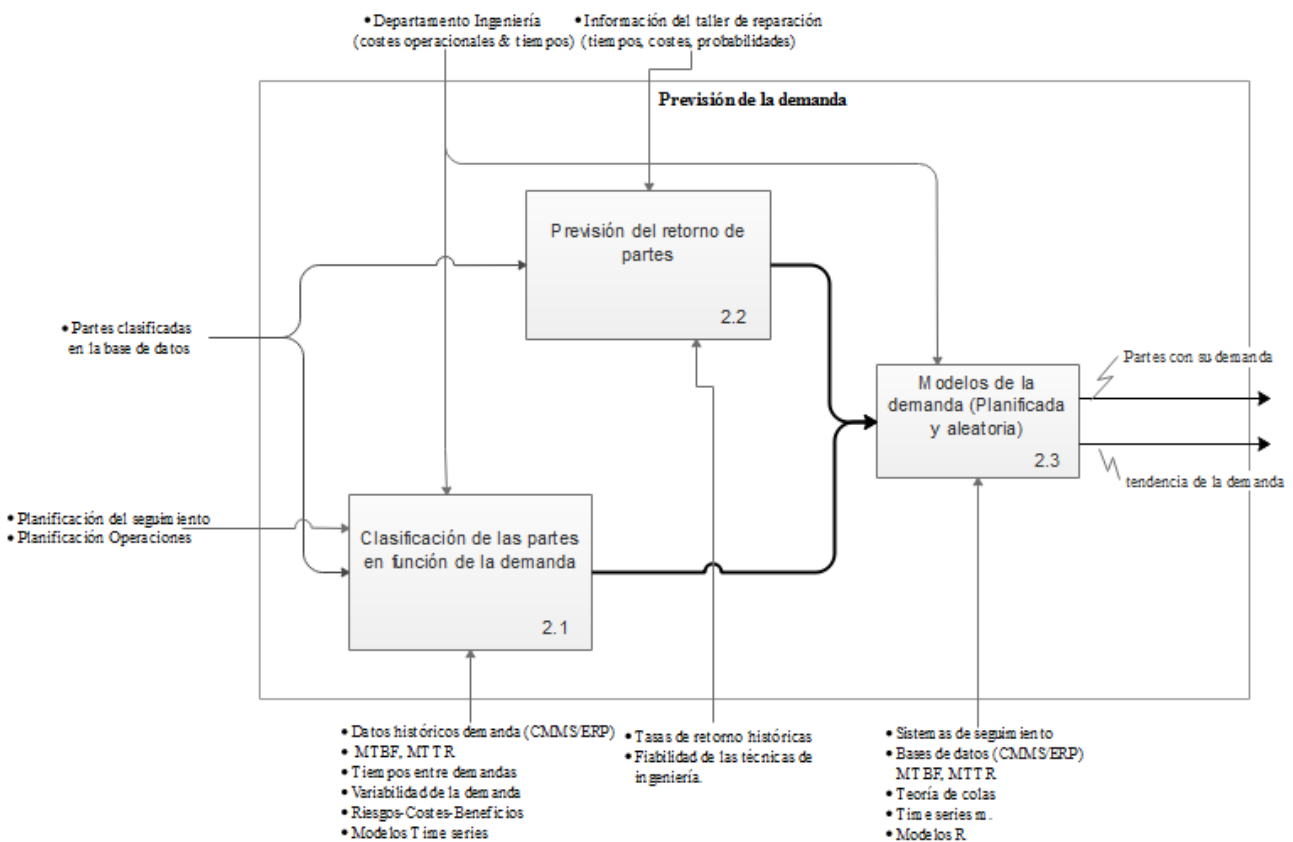 • Departamento Ingeniería
(costes operacionales & tiempos)
• Información del taller de reparación
(tiempos, costes, probabilidades)
Previsión de la demanda
Previsión del retorno de
partes
2.2
• Partes clasificadas
en la base de datos
Partes con su demanda
Modelos de la
demanda (Planificada
y aleatoria)
2.3
tendencia de la demanda
• Planificación del seguimiento
• Planificación Operaciones
Clasificación de las partes
en función de la demanda
2.1
• Datos históricos demanda (CMMS/ERP)
• MTBF, MTTR
• Tiempos entre demandas
• Variabilidad de la demanda
• Riesgos-Costes-Beneficios
• Modelos Time series
• Tasas de retorno históricas
• Fiabilidad de las técnicas de
ingeniería.
• Sistemas de seguimiento
• Bases de datos (CMMS/ERP)
MTBF, MTTR
• Teoría de colas
• Time series m.
• Modelos R